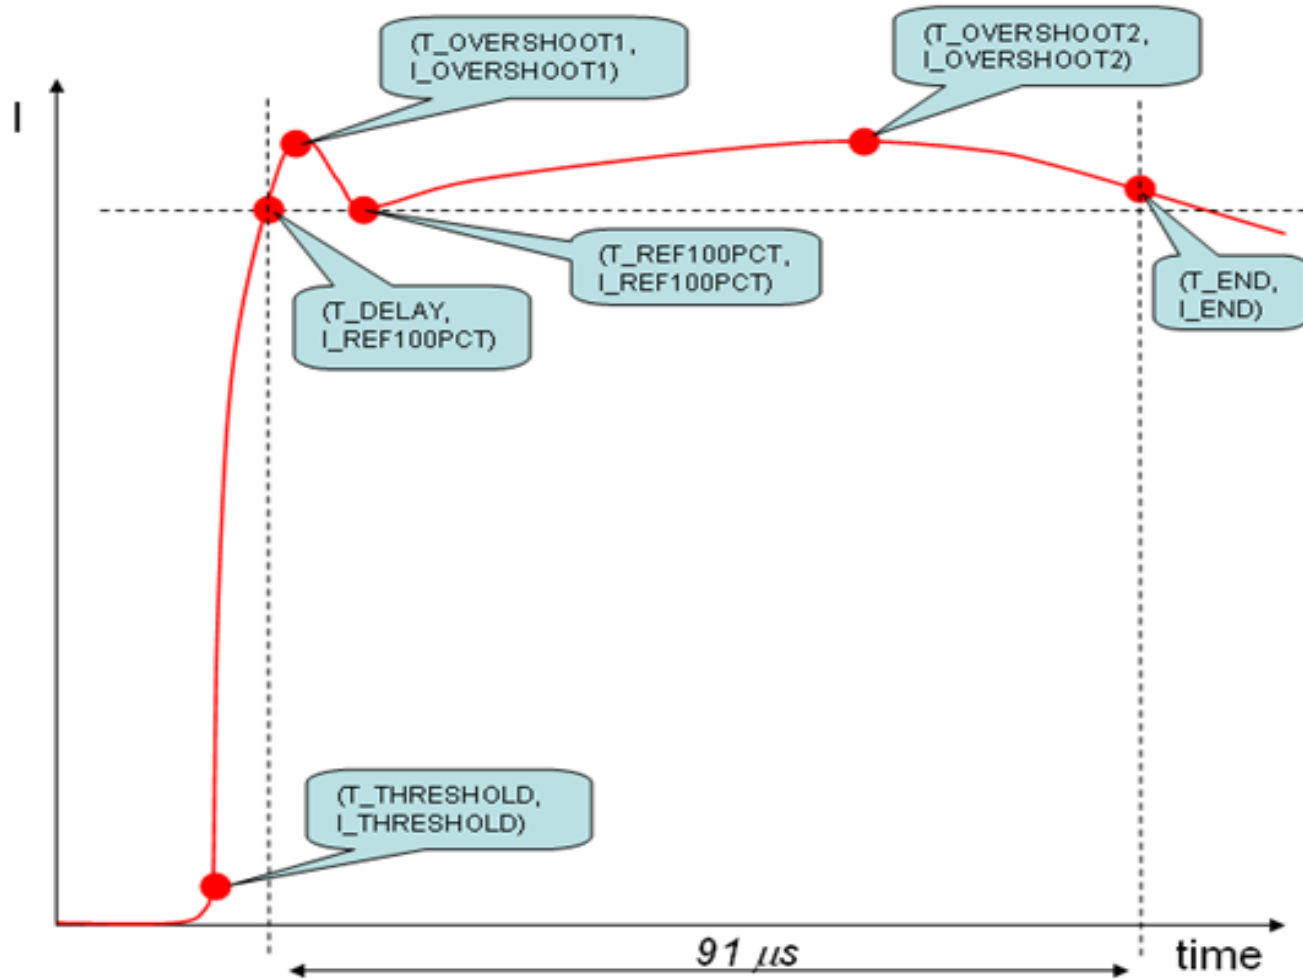 (T_OVERSHOOT1,
I_OVERSHOOT1)
(T_OVERSHOOT2,
I_OVERSHOOT2)
I
(T_REF100PCT,
I_REF100PCT)
(T_END,
I_END)
(T_DELAY,
I_REF100PCT)
(T_THRESHOLD,
I_THRESHOLD)
91 μs
time